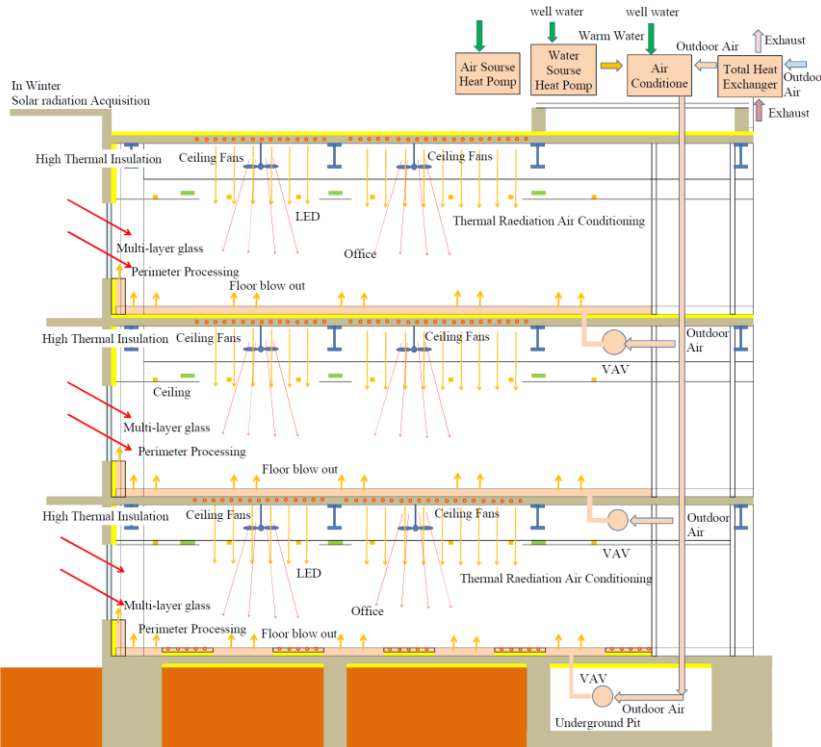 well water
well water
Warm Water
Outdoor Air
Exhaust
Air Sourse
Heat Pump
Water
Sourse
Heat Pump
Air
Conditione
Total Heat
Exchanger
Outdoor
Air
Exhaust
In Winter
Solar radiation Acquisition
High Thermal Insulation
Ceiling Fans
Ceiling Fans
LED
Thermal Raediation Air Conditioning
Multi-layer glass
Office
Perimeter Processing
Floor blow out
High Thermal Insulation
Ceiling Fans
Ceiling Fans
Outdoor
Air
VAV
Ceiling
Multi-layer glass
Perimeter Processing
Floor blow out
High Thermal Insulation
Ceiling Fans
Ceiling Fans
Outdoor
Air
VAV
LED
Thermal Raediation Air Conditioning
Multi-layer glass
Office
Perimeter Processing
Floor blow out
VAV
Outdoor Air
Underground Pit